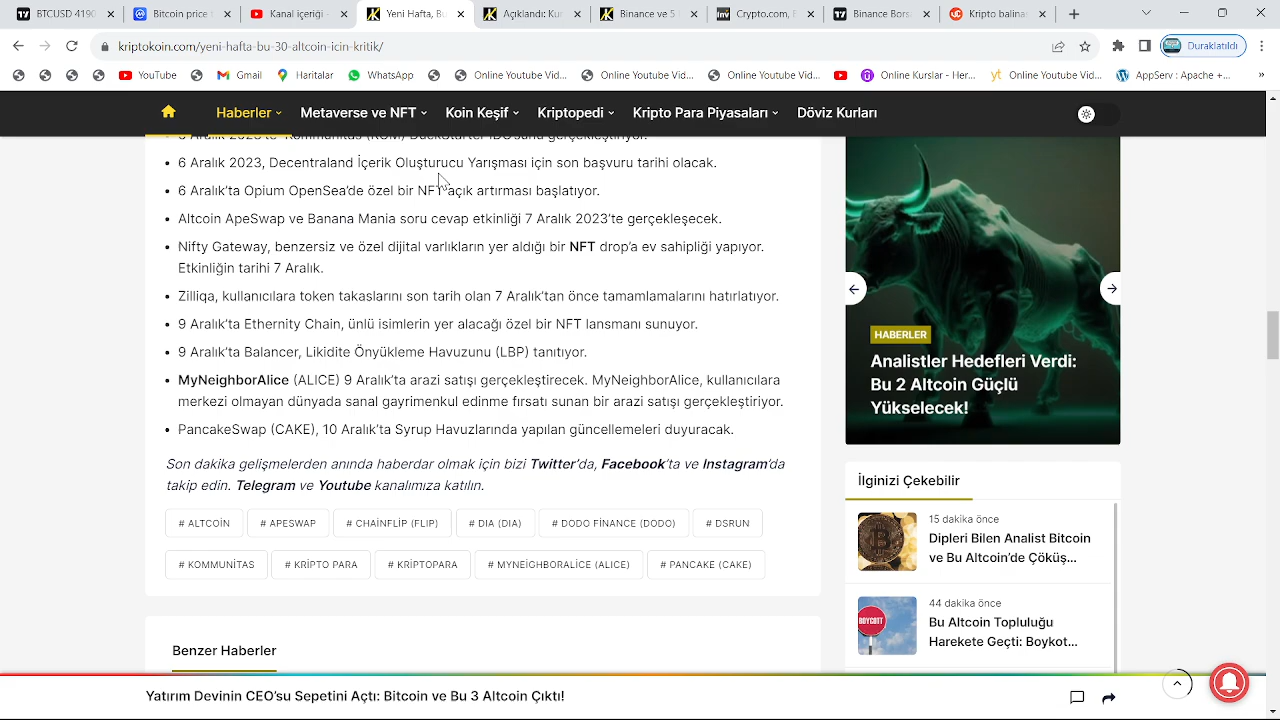 BTCUSD 4190
Bitcoin price t
Kanal içeriği -
Yeni Hafta, Bu
Açıklandı: Kus
Binance ve 5
Crypto.com, B
Binance Borsa
Kripto balinas
kriptokoin.com/yeni-hafta-bu-30-altcoin-icin-kritik/
Duraklatıldı
YouTube
Gmail
Haritalar
WhatsApp
Online Youtube Vid...
Online Youtube Vid...
Online Youtube Vid...
Online Kurslar - Her...
Online Youtube Vid...
AppServ : Apache +...
»
Haberler
Metaverse ve NFT
Koin Keşif
Kriptopedi
Kripto Para Piyasaları
Döviz Kurları
• 6 Aralık 2023, Decentraland İçerik Oluşturucu Yarışması için son başvuru tarihi olacak.
• 6 Aralık'ta Opium OpenSea'de özel bir NFT açık artırması başlatıyor.
• Altcoin ApeSwap ve Banana Mania soru cevap etkinliği 7 Aralık 2023'te gerçekleşecek.
• Nifty Gateway, benzersiz ve özel dijital varlıkların yer aldığı bir NFT drop'a ev sahipliği yapıyor.
Etkinliğin tarihi 7 Aralık.
• Zilliqa, kullanıcılara token takaslarını son tarih olan 7 Aralık'tan önce tamamlamalarını hatırlatıyor.
• 9 Aralık'ta Ethernity Chain, ünlü isimlerin yer alacağı özel bir NFT lansmanı sunuyor.
• 9 Aralık'ta Balancer, Likidite Önyükleme Havuzunu (LBP) tanıtıyor.
• MyNeighborAlice (ALICE) 9 Aralık'ta arazi satışı gerçekleştirecek. MyNeighborAlice, kullanıcılara
merkezi olmayan dünyada sanal gayrimenkul edinme fırsatı sunan bir arazi satışı gerçekleştiriyor.
• PancakeSwap (CAKE), 10 Aralık'ta Syrup Havuzlarında yapılan güncellemeleri duyuracak.
Son dakika gelişmelerden anında haberdar olmak için bizi Twitter'da, Facebook'ta ve Instagram'da
takip edin. Telegram ve Youtube kanalımıza katılın.
# ALTCOİN
# APESWAP
# CHAİNFLİP (FLIP)
# DIA (DIA)
# DODO FİNANCE (DODO)
# DSRUN
# KOMMUNİTAS
# KRİPTO PARA
# KRİPTOPARA
# MYNEİGHBORALİCE (ALICE)
# PANCAKE (CAKE)
Benzer Haberler
HABERLER
Analistler Hedefleri Verdi:
Bu 2 Altcoin Güçlü
Yükselecek!
İlginizi Çekebilir
15 dakika önce
Dipleri Bilen Analist Bitcoin
ve Bu Altcoin'de Çöküş...
44 dakika önce
BOYCOTT
Bu Altcoin Topluluğu
Harekete Geçti: Boykot...
Yatırım Devinin CEO'su Sepetini Açtı: Bitcoin ve Bu 3 Altcoin Çıktı!